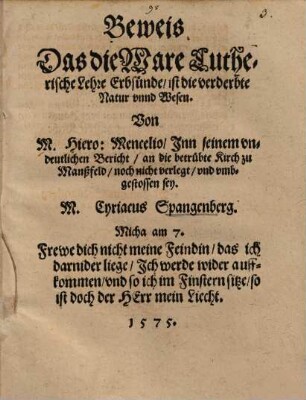 Beweis
Das die Ware Luthe-
rische Lehre Erbsünde/ ist die verderbte
Natur vnnd Wesen.
Von
M. Hiero: Mencelio/ Inn seinem vn-
deutlichen Bericht/ an die betrübte Kirch zu
Manßfeld/ noch nicht verlegt/ vnd vmb-
gestossen sey.
M. Cyriacus Spangenberg.
Micha am 7.
Frewe dich nicht meine Feindin/ das ich
darnider liege/ Ich werde wider auff-
kommen/ vnd so ich im Finstern sitze/ so
ist doch der HErr mein Liecht.
1575.